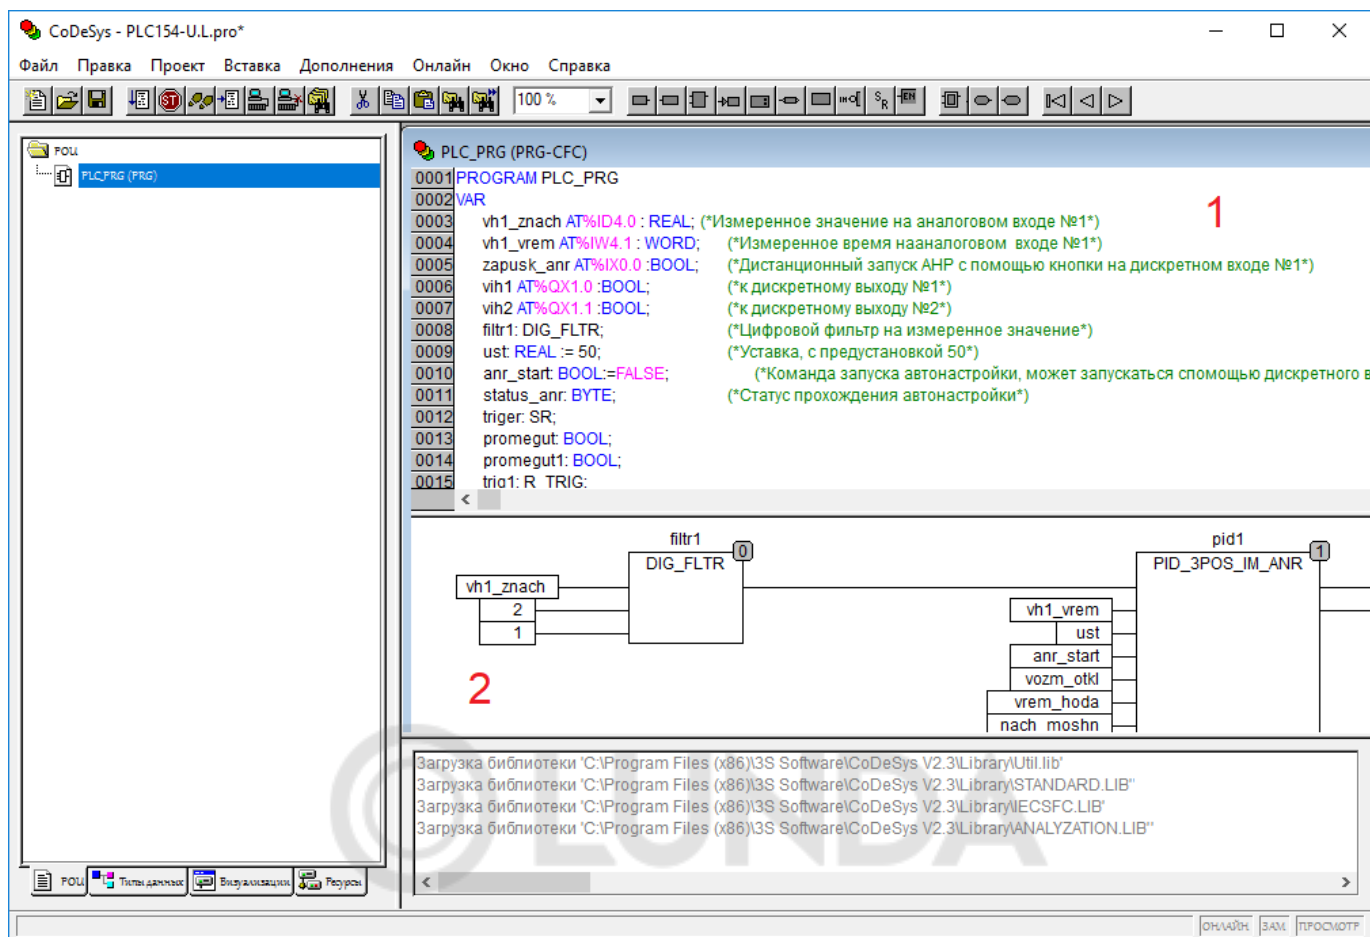 CoDeSys - PLC154-U.L.pro*
Файл Правка Проект Вставка Дополнения Онлайн Окно Справка
100 %
POU
PLC_PRG (PRG)
PLC_PRG (PRG-CFC)
0001 PROGRAM PLC_PRG
0002 VAR
0003 vh1_znach AT%ID4.0 : REAL; (*Измеренное значение на аналоговом входе №1*)
0004 vh1_vrem AT%IW4.1 : WORD; (*Измеренное время нааналоговом входе №1*)
0005 zapusk_anr AT%IX0.0 :BOOL; (*Дистанционный запуск АНР с помощью кнопки на дискретном входе №1*)
0006 vih1 AT%QX1.0 :BOOL; (*к дискретному выходу №1*)
0007 vih2 AT%QX1.1 :BOOL; (*к дискретному выходу №2*)
0008 filtr1: DIG_FLTR; (*Цифровой фильтр на измеренное значение*)
0009 ust: REAL := 50; (*Уставка, с предустановкой 50*)
0010 anr_start: BOOL:=FALSE; (*Команда запуска автонастройки, может запускаться спомощью дискретного в
0011 status_anr: BYTE; (*Статус прохождения автонастройки*)
0012 triger: SR;
0013 promegut: BOOL;
0014 promegut1: BOOL;
0015 trig1: R_TRIG;
1
filtr1
0
DIG_FLTR
vh1_znach
2
1
pid1
1
PID_3POS_IM_ANR
vh1_vrem
ust
anr_start
vozm_otkl
vrem_hoda
nach_moshn
2
Загрузка библиотеки 'C:\Program Files (x86)\3S Software\CoDeSys V2.3\Library\Util.lib'
Загрузка библиотеки 'C:\Program Files (x86)\3S Software\CoDeSys V2.3\Library\STANDARD.LIB''
Загрузка библиотеки 'C:\Program Files (x86)\3S Software\CoDeSys V2.3\Library\IECSFC.LIB'
Загрузка библиотеки 'C:\Program Files (x86)\3S Software\CoDeSys V2.3\Library\ANALYZATION.LIB''
LUNDA
POU Типы данных Визуализации Ресурсы
ОНЛАЙН ЗАМ ПРОСМОТР